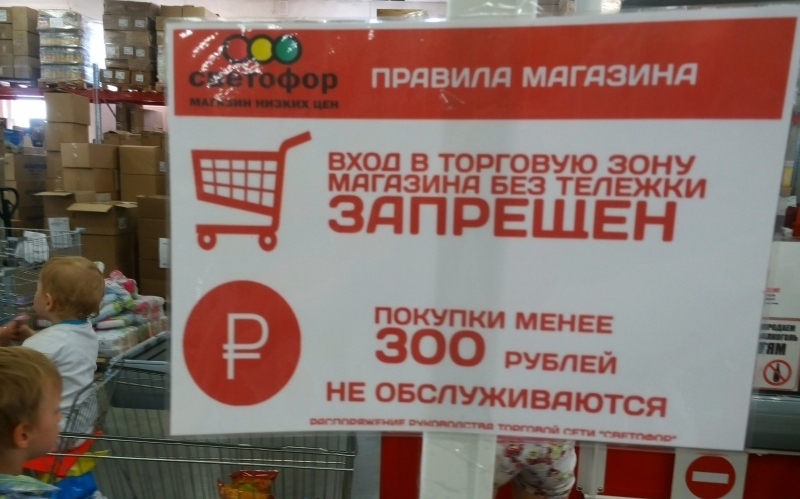 светофор
МАГАЗИН НИЗКИХ ЦЕН
ПРАВИЛА МАГАЗИНА
ВХОД В ТОРГОВУЮ ЗОНУ
МАГАЗИНА БЕЗ ТЕЛЕЖКИ
ЗАПРЕЩЕН
ПОКУПКИ МЕНЕЕ
300 РУБЛЕЙ
НЕ ОБСЛУЖИВАЮТСЯ
РАСПОРЯЖЕНИЕ РУКОВОДСТВА ТОРГОВОЙ СЕТИ "СВЕТОФОР"